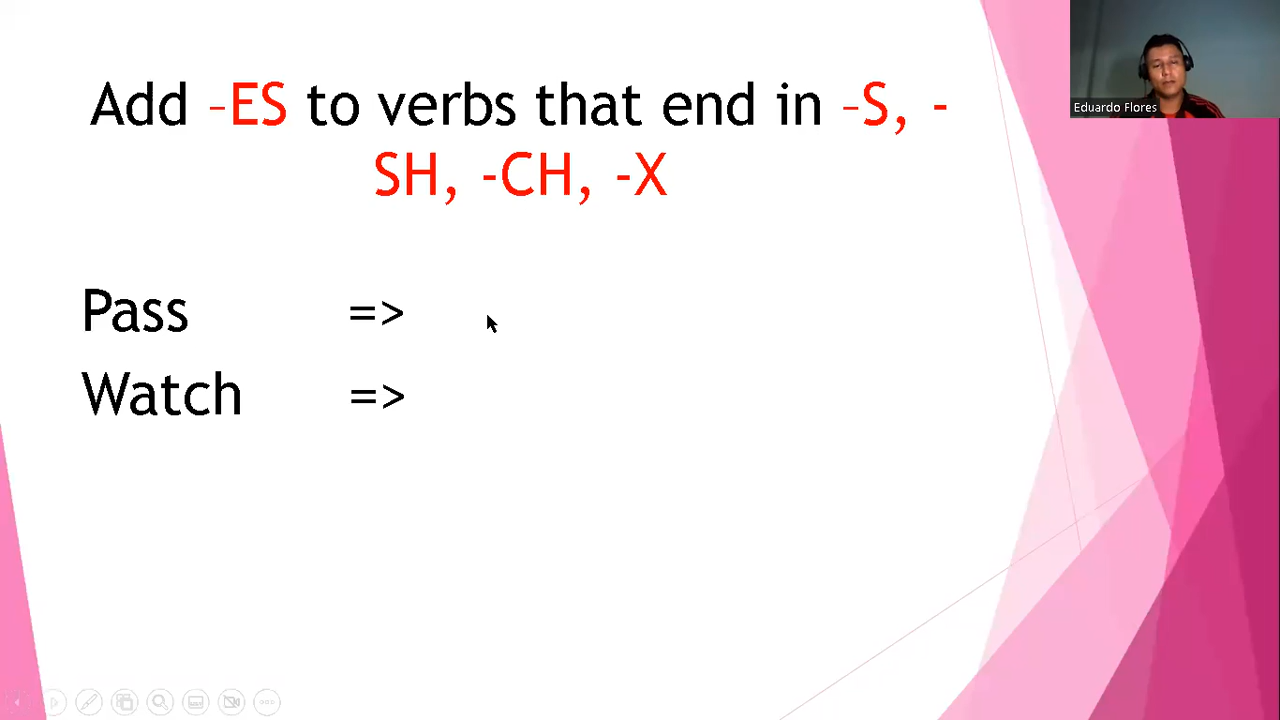 Add –ES to verbs that end in –S, -
SH, -CH, -X
Eduardo Flores
Pass =>
Watch =>